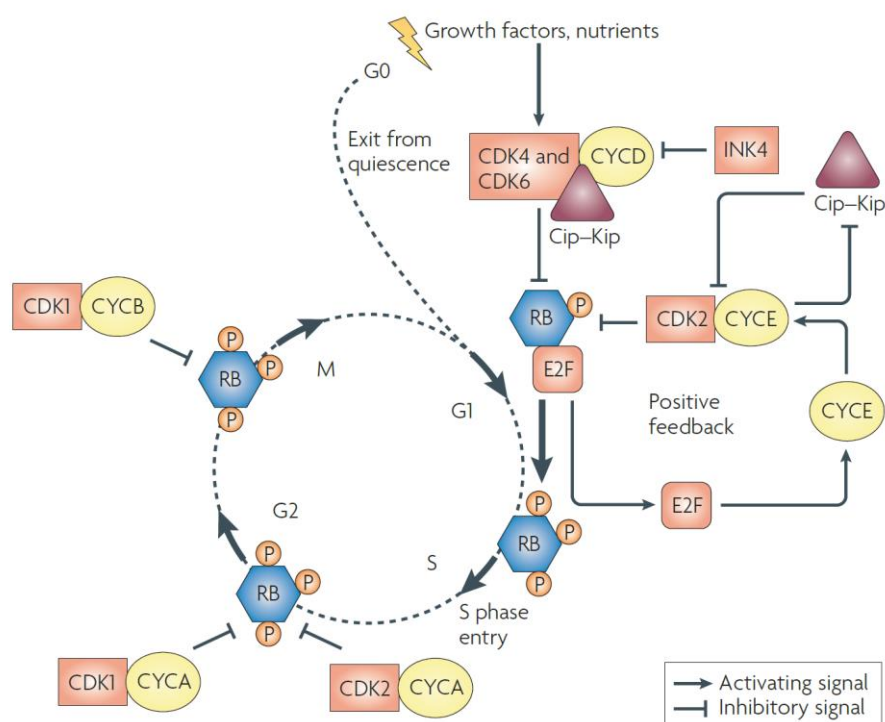 Growth factors, nutrients
G0
Exit from
quiescence
CDK4 and
CDK6
CYCD
INK4
Cip–Kip
Cip–Kip
CDK1
CYCB
RB
P
CDK2
CYCE
E2F
P
P
P
RB
M
G1
Positive
feedback
CYCE
E2F
G2
P
P
P
RB
S
P
P
P
RB
S phase
entry
CDK1
CYCA
CDK2
CYCA
Activating signal
Inhibitory signal